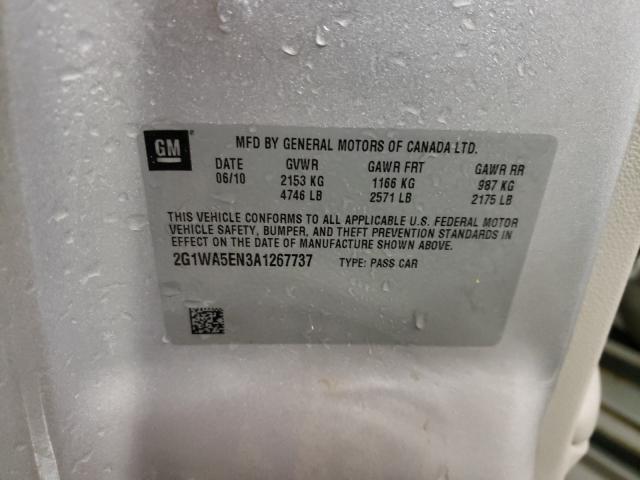 GM ® MFD BY GENERAL MOTORS OF CANADA LTD.
DATE GVWR GAWR FRT GAWR RR
06/10 2153 KG 1166 KG 987 KG
4746 LB 2571 LB 2175 LB
THIS VEHICLE CONFORMS TO ALL APPLICABLE U.S. FEDERAL MOTOR
VEHICLE SAFETY, BUMPER, AND THEFT PREVENTION STANDARDS IN
EFFECT ON THE DATE OF MANUFACTURE SHOWN ABOVE.
2G1WA5EN3A1267737 TYPE: PASS CAR